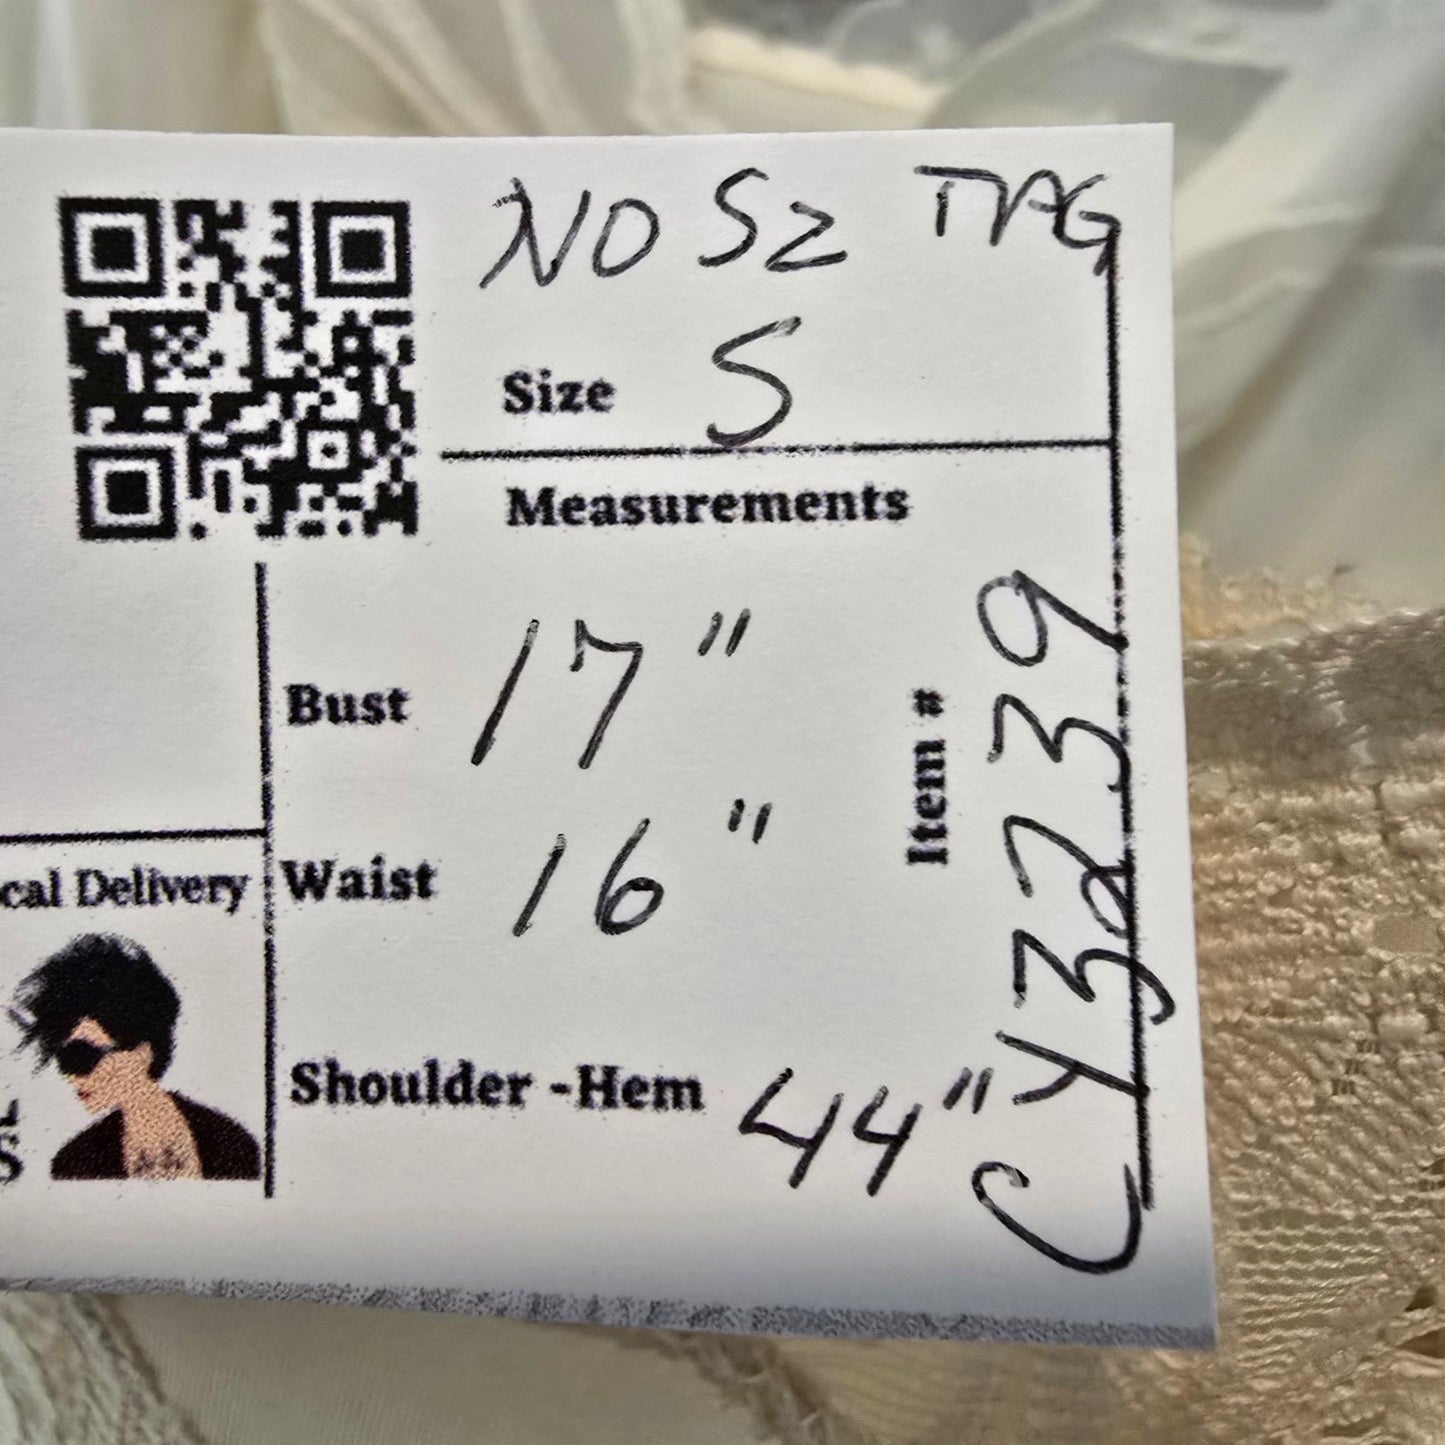 NO SZ TAG
Size S
Measurements
Bust 17"
Waist 16"
Shoulder -Hem 44"
Item # CY3239
cal Delivery
S